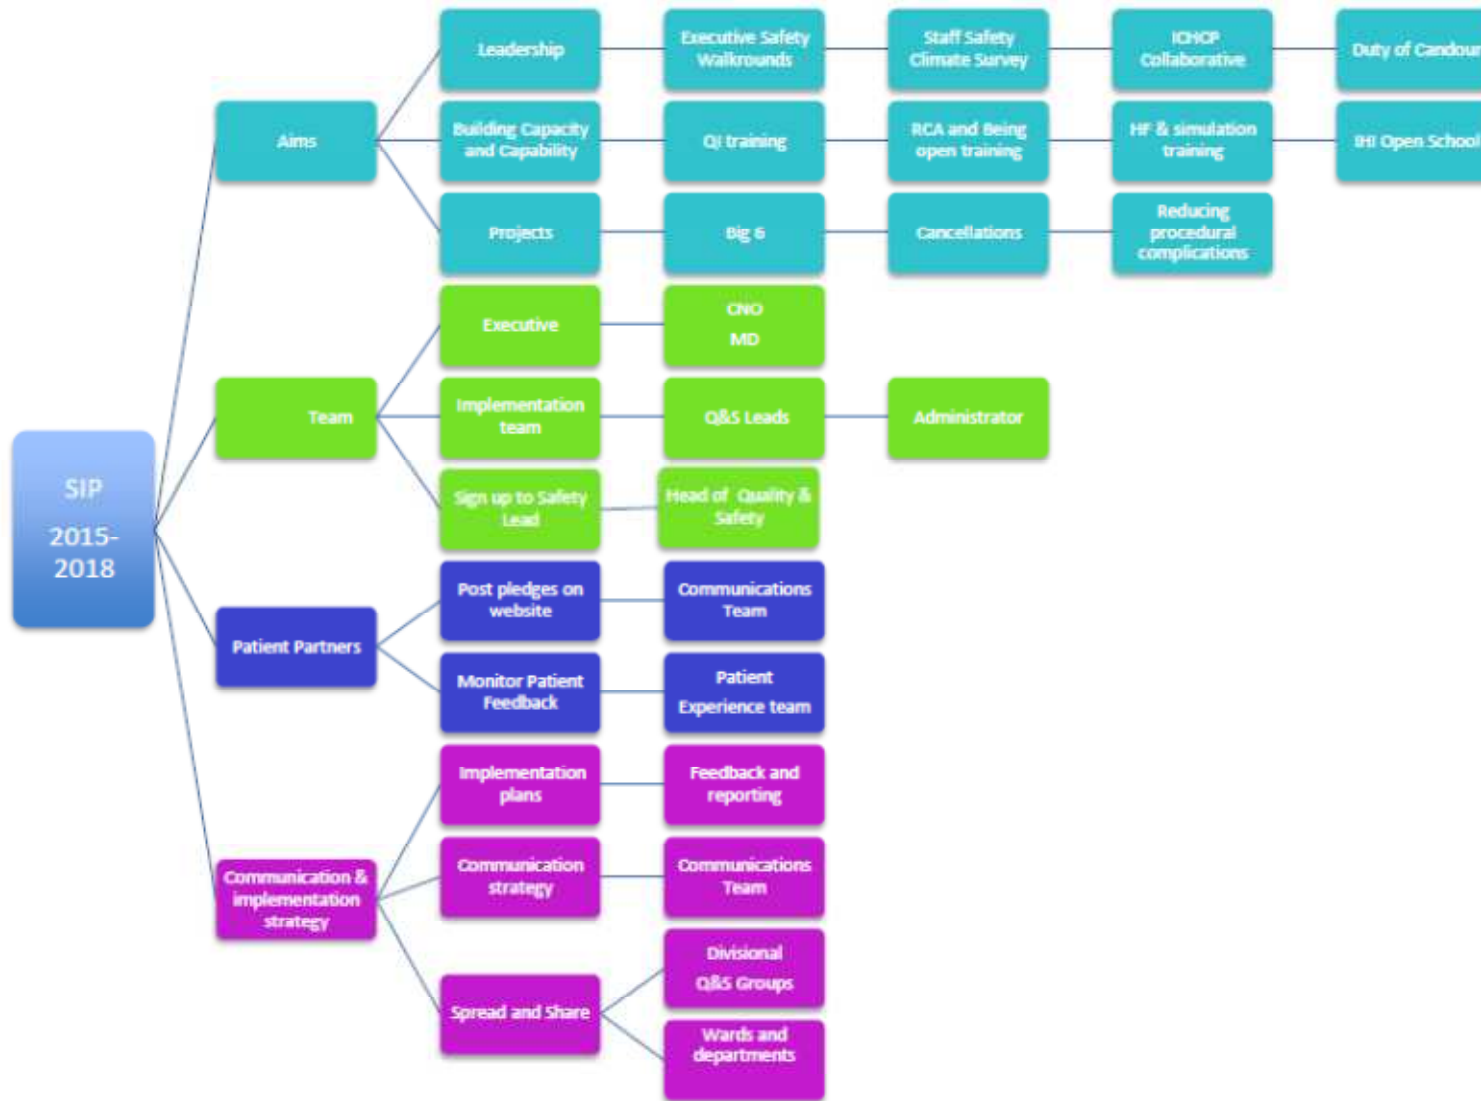 SIP
2015-
2018
Aims
Leadership
Executive Safety
Walkrounds
Staff Safety
Climate Survey
ICHCP
Collaborative
Duty of Candour
Building Capacity
and Capability
QI training
RCA and Being
open training
HF & simulation
training
IHI Open School
Projects
Big 6
Cancellations
Reducing
procedural
complications
Team
Executive
CNO
MD
Implementation
team
Q&S Leads
Administrator
Sign up to Safety
Lead
Head of Quality &
Safety
Patient Partners
Post pledges on
website
Communications
Team
Monitor Patient
Feedback
Patient
Experience team
Communication &
implementation
strategy
Implementation
plans
Feedback and
reporting
Communication
strategy
Communications
Team
Spread and Share
Divisional
Q&S Groups
Wards and
departments